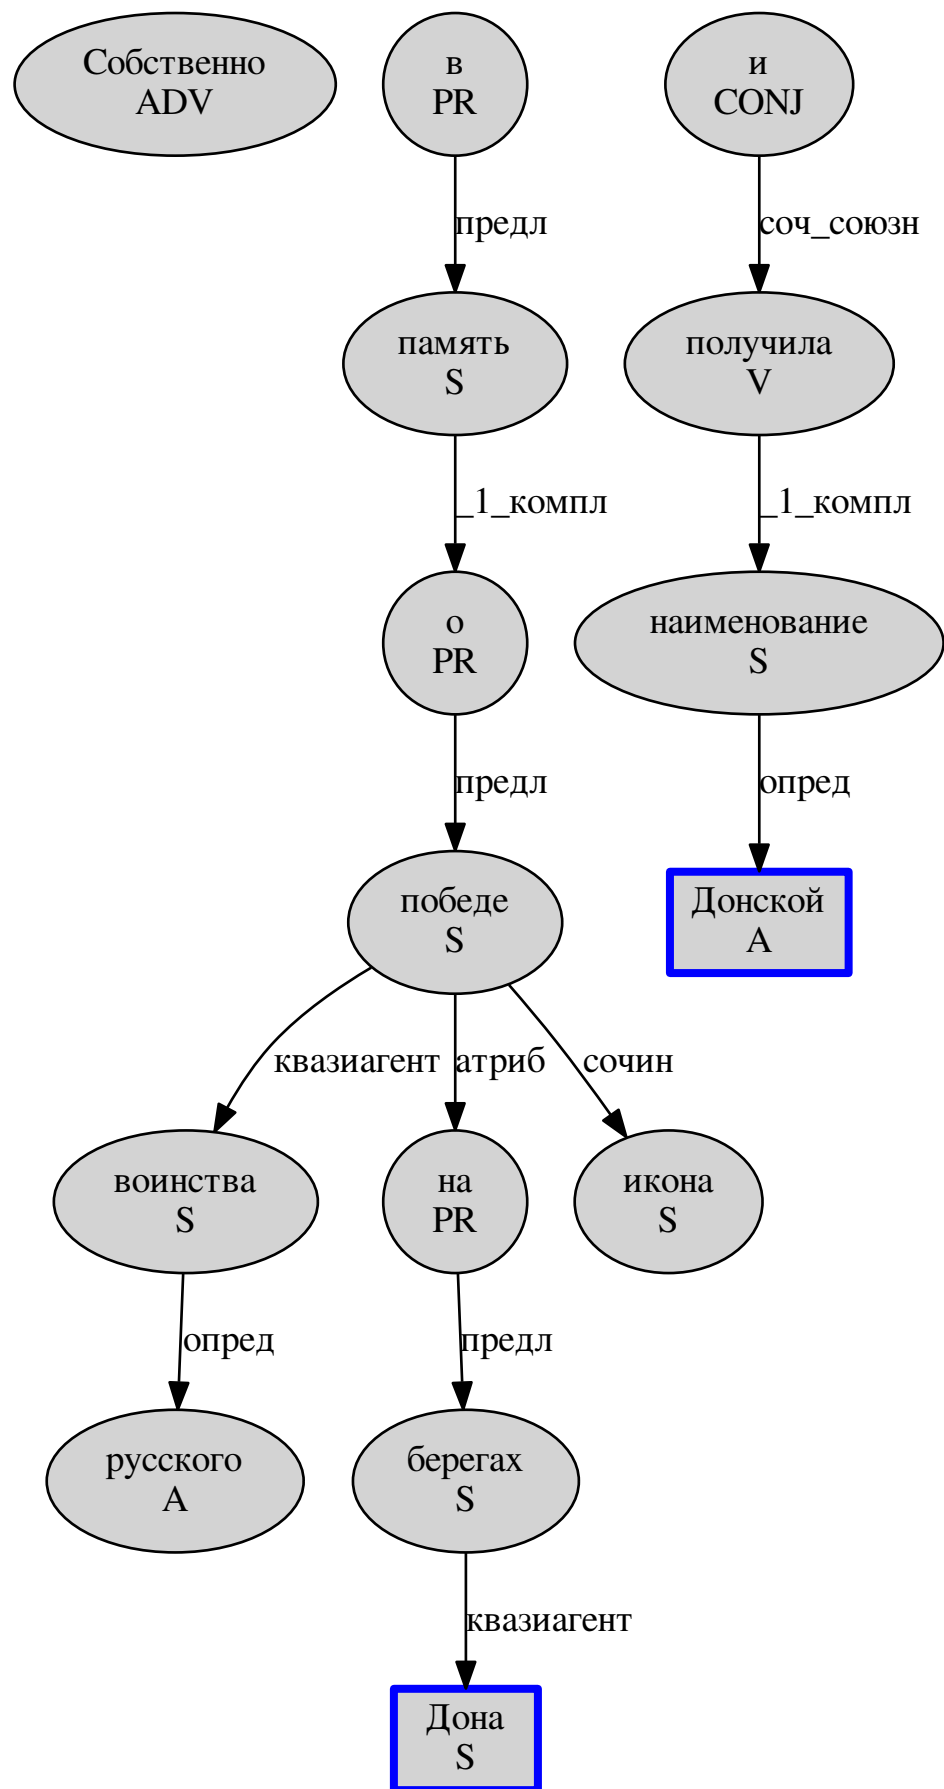 Собственно
ADV
в
PR
и
CONJ
предл
соч_союзн
память
S
получила
V
_1_компл
_1_компл
о
PR
наименование
S
предл
опред
победе
S
Донской
A
квазиагент
атриб
сочин
воинства
S
на
PR
икона
S
опред
предл
русского
A
берегах
S
квазиагент
Дона
S